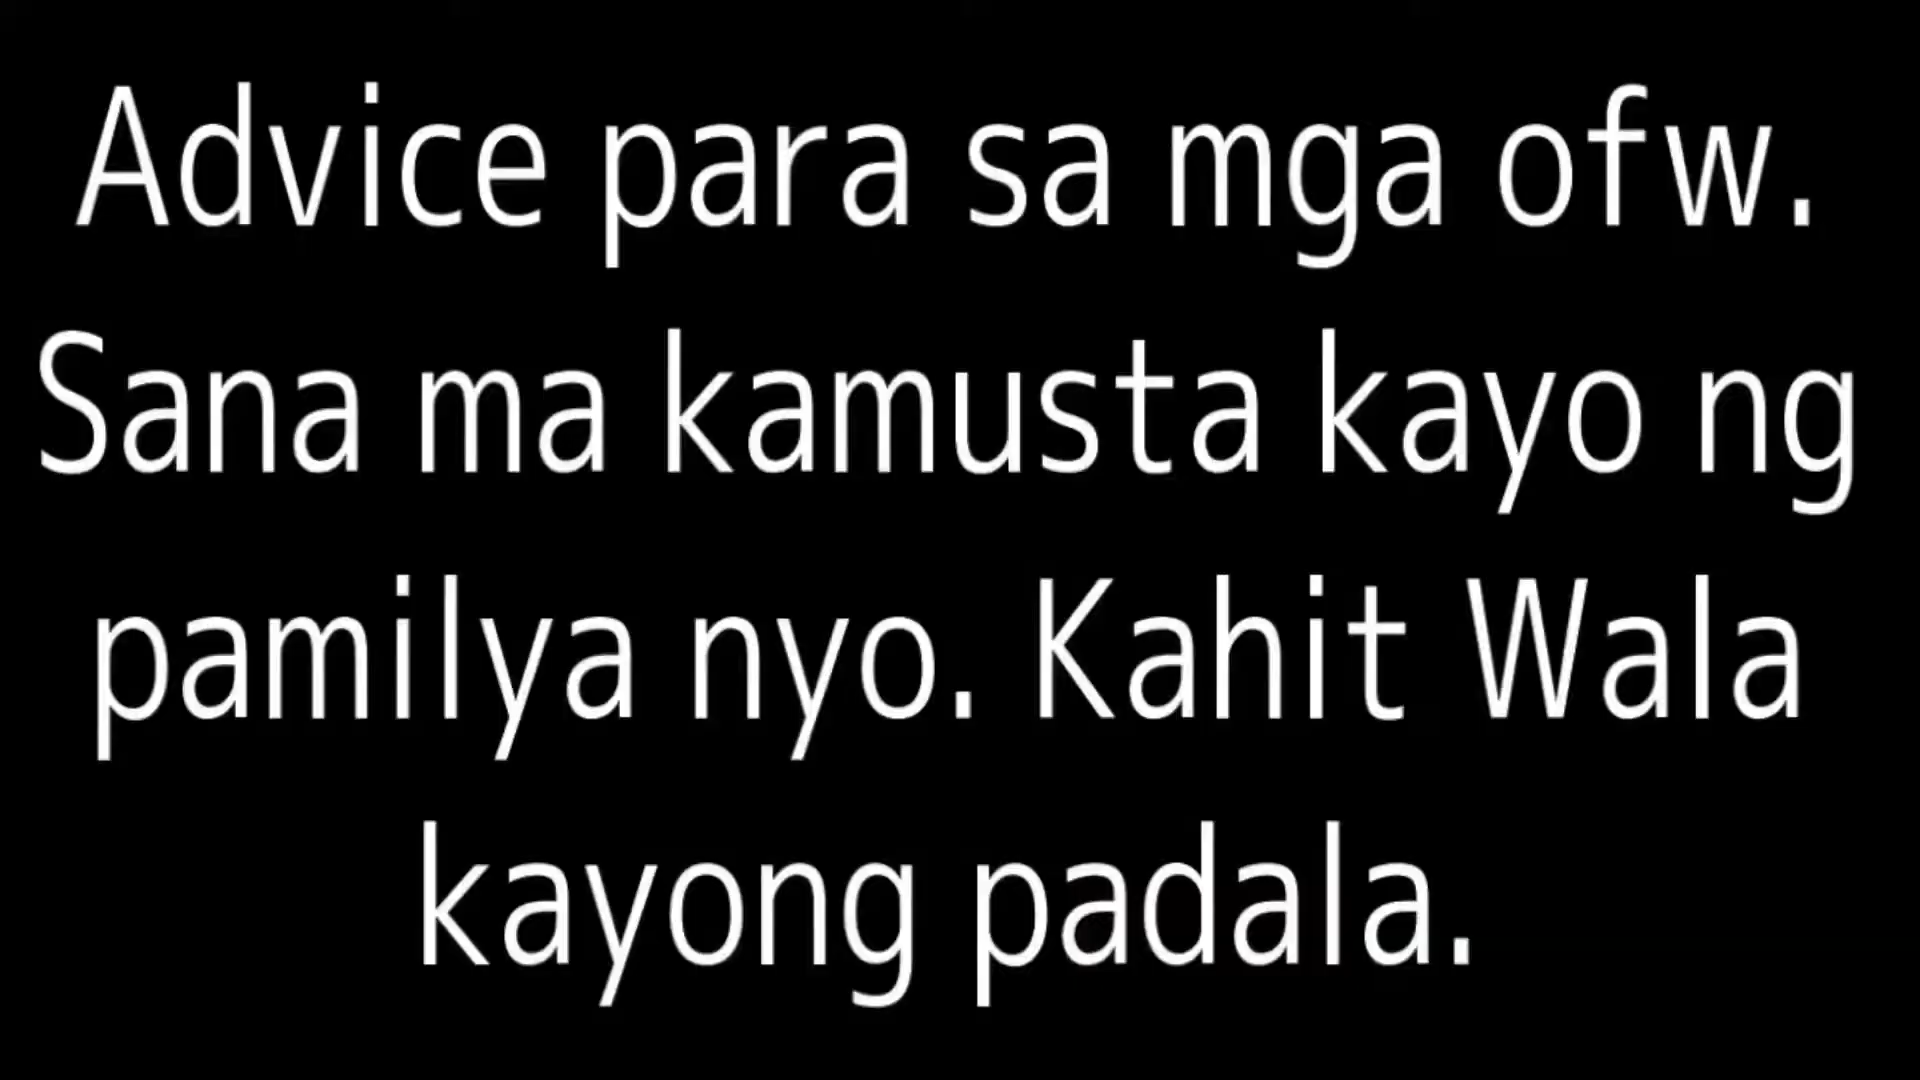 Advice para sa mga ofw.
Sana ma kamusta kayo ng
pamilya nyo. Kahit Wala
kayong padala.